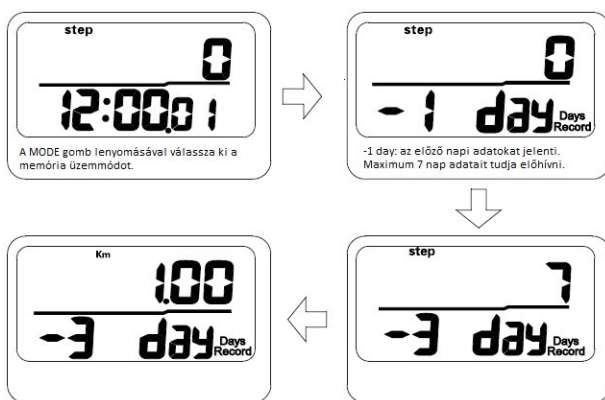 step
0
12:00.01
A MODE gomb lenyomásával válassza ki a
memória üzemmódot.
step
0
-1 day Days
Record
-1 day: az előző napi adatokat jelenti.
Maximum 7 nap adatait tudja előhívni.
step
7
-3 day Days
Record
Km
1.00
-3 day Days
Record